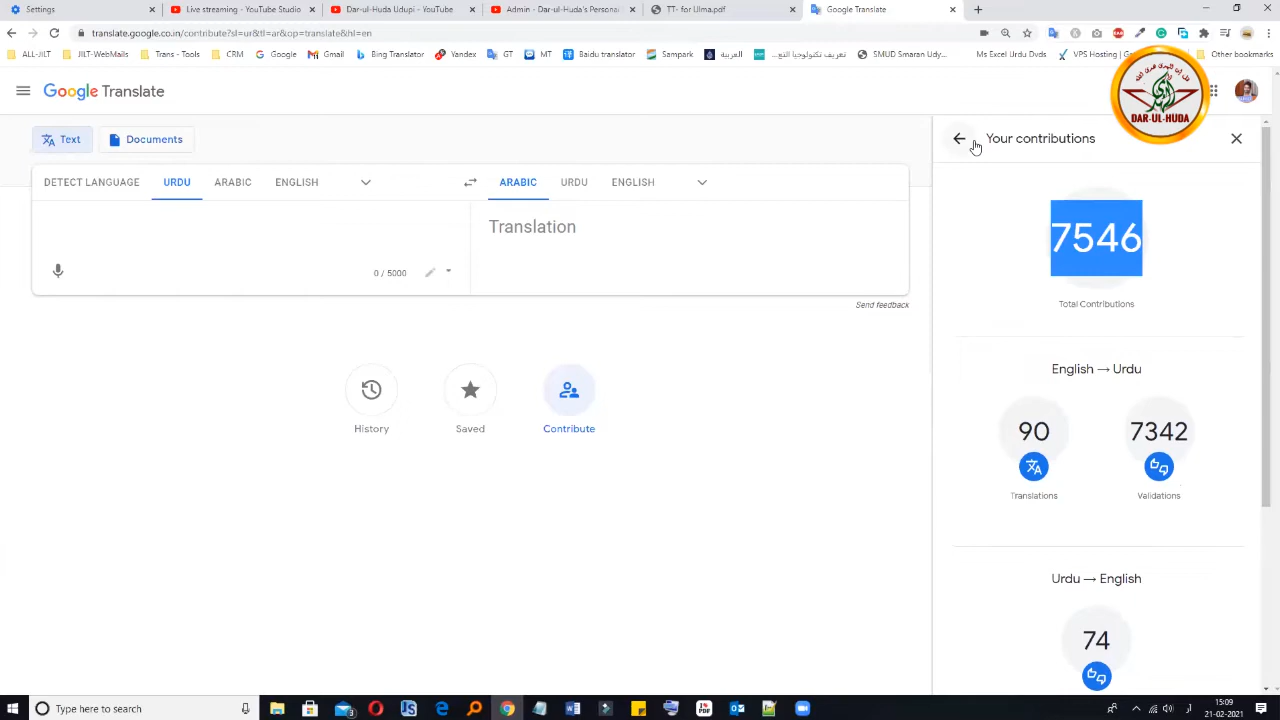 Settings
Live streaming - YouTube Studio
Dar-ul-Huda Udupi - YouTube
Admin - Dar-ul-Huda's Personal
TT- for Ulma.pdf
Google Translate
translate.google.co.in/contribute?sl=ur&tl=ar&op=translate&hl=en
ALL-JILT
JILT-WebMails
Trans - Tools
CRM
Google
Gmail
Bing Translator
Yandex
GT
MT
Baidu translator
Sampark
العربية
تعريف تكنولوجيا التع...
SMUD Smaran Udy...
Ms Excel Urdu Dvds
VPS Hosting | Gang...
Other bookmarks
Google Translate
DAR-UL-HUDA
Text
Documents
Your contributions
DETECT LANGUAGE
URDU
ARABIC
ENGLISH
ARABIC
URDU
ENGLISH
Translation
0 / 5000
Send feedback
7546
Total Contributions
English → Urdu
90
7342
Translations
Validations
Urdu → English
74
History
Saved
Contribute
Type here to search
15:09
21-02-2021